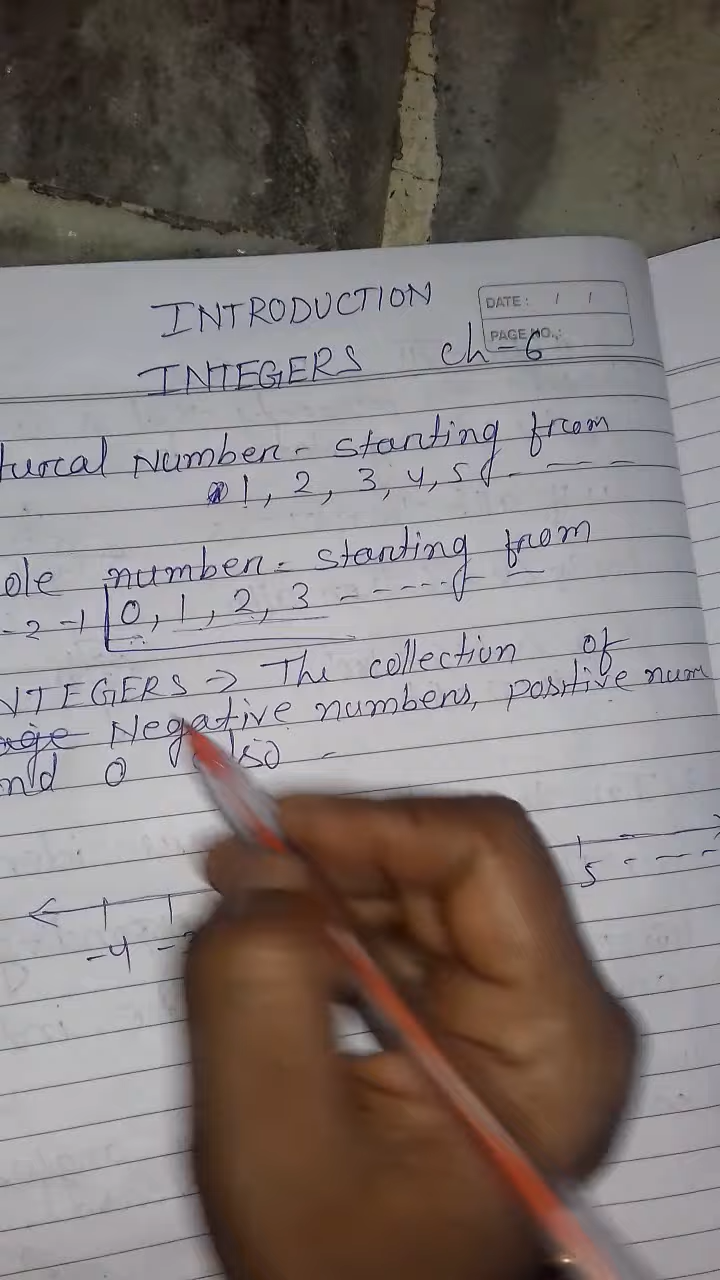 INTRODUCTION
DATE: / /
PAGE NO.:
INTEGERS ch-6
tural Number - starting from
1, 2, 3, 4, 5, - - - -
ole number - starting from
-2 -1 0, 1, 2, 3 - - - - -
NTEGERS → The collection of
Negative numbers, positive num
nd 0 also -
5 - - - -
-4